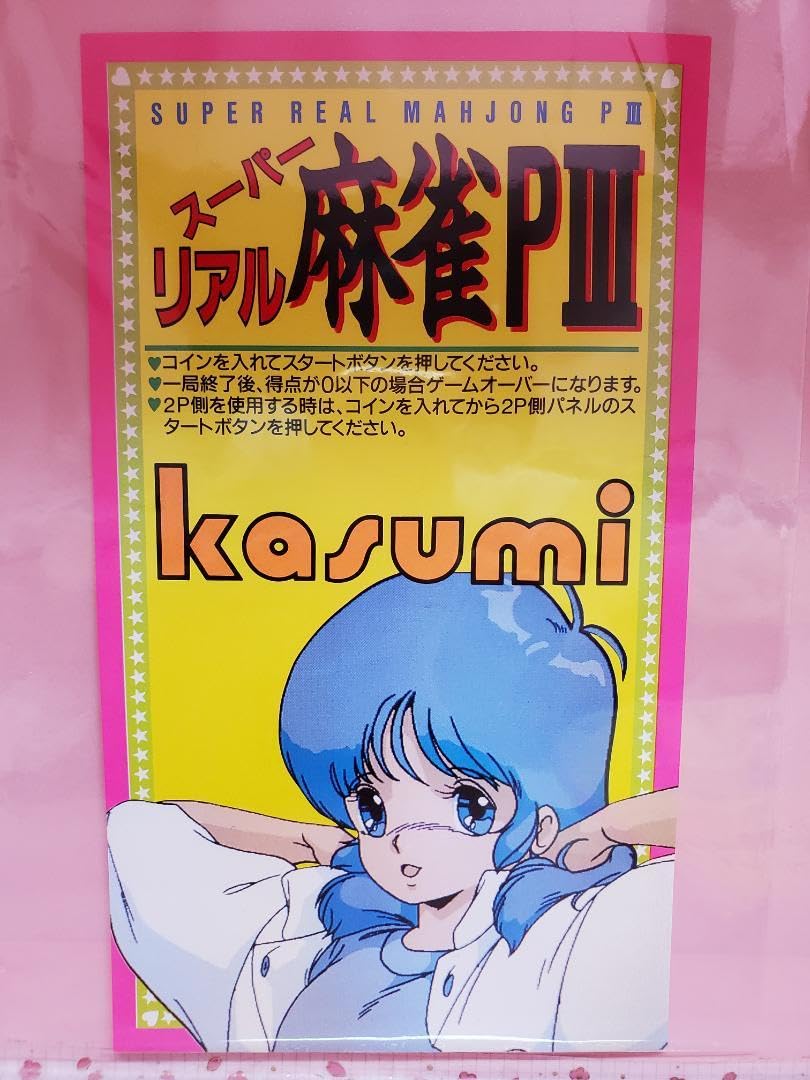 SUPER REAL MAHJONG PⅢ
スーパー
リアル
麻雀PⅢ
♥コインを入れてスタートボタンを押してください。
♥一局終了後、得点が0以下の場合ゲームオーバーになります。
♥2P側を使用する時は、コインを入れてから2P側パネルのス
タートボタンを押してください。
kasumi